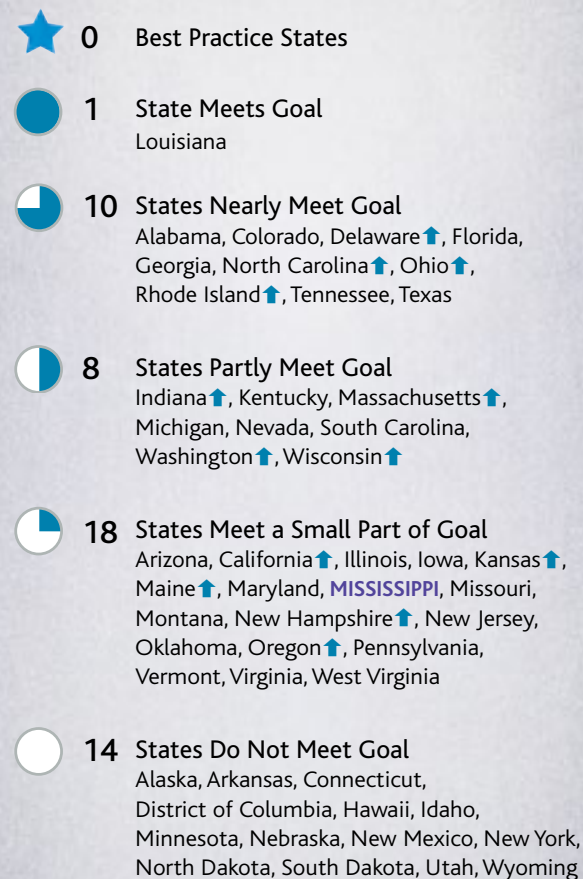 0 Best Practice States
1 State Meets Goal
Louisiana
10 States Nearly Meet Goal
Alabama, Colorado, Delaware⬆, Florida,
Georgia, North Carolina⬆, Ohio⬆,
Rhode Island⬆, Tennessee, Texas
8 States Partly Meet Goal
Indiana⬆, Kentucky, Massachusetts⬆,
Michigan, Nevada, South Carolina,
Washington⬆, Wisconsin⬆
18 States Meet a Small Part of Goal
Arizona, California⬆, Illinois, Iowa, Kansas⬆,
Maine⬆, Maryland, MISSISSIPPI, Missouri,
Montana, New Hampshire⬆, New Jersey,
Oklahoma, Oregon⬆, Pennsylvania,
Vermont, Virginia, West Virginia
14 States Do Not Meet Goal
Alaska, Arkansas, Connecticut,
District of Columbia, Hawaii, Idaho,
Minnesota, Nebraska, New Mexico, New York,
North Dakota, South Dakota, Utah, Wyoming